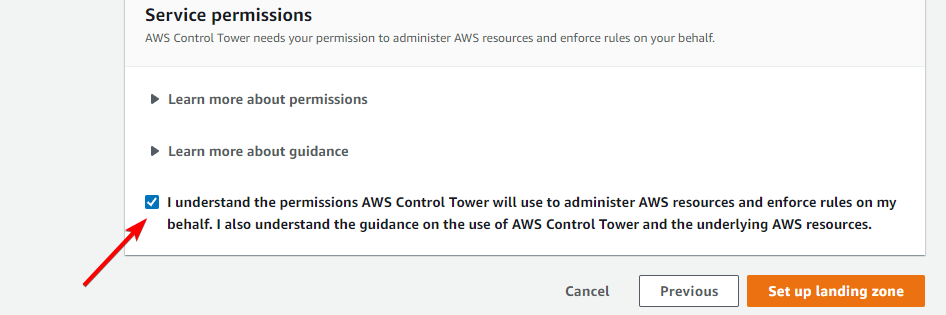 Service permissions
AWS Control Tower needs your permission to administer AWS resources and enforce rules on your behalf.
Learn more about permissions
Learn more about guidance
I understand the permissions AWS Control Tower will use to administer AWS resources and enforce rules on my
behalf. I also understand the guidance on the use of AWS Control Tower and the underlying AWS resources.
Cancel Previous Set up landing zone